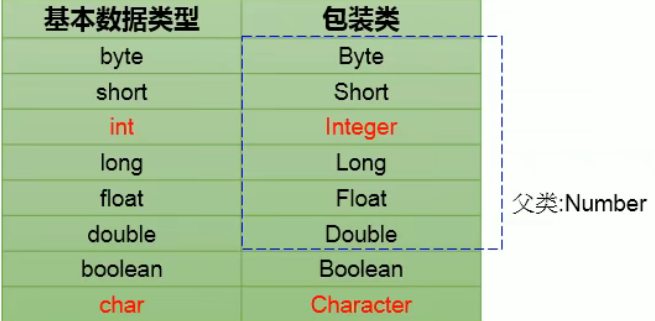 基本数据类型 包装类
byte Byte
short Short
int Integer
long Long
float Float
double Double
boolean Boolean
char Character
父类:Number